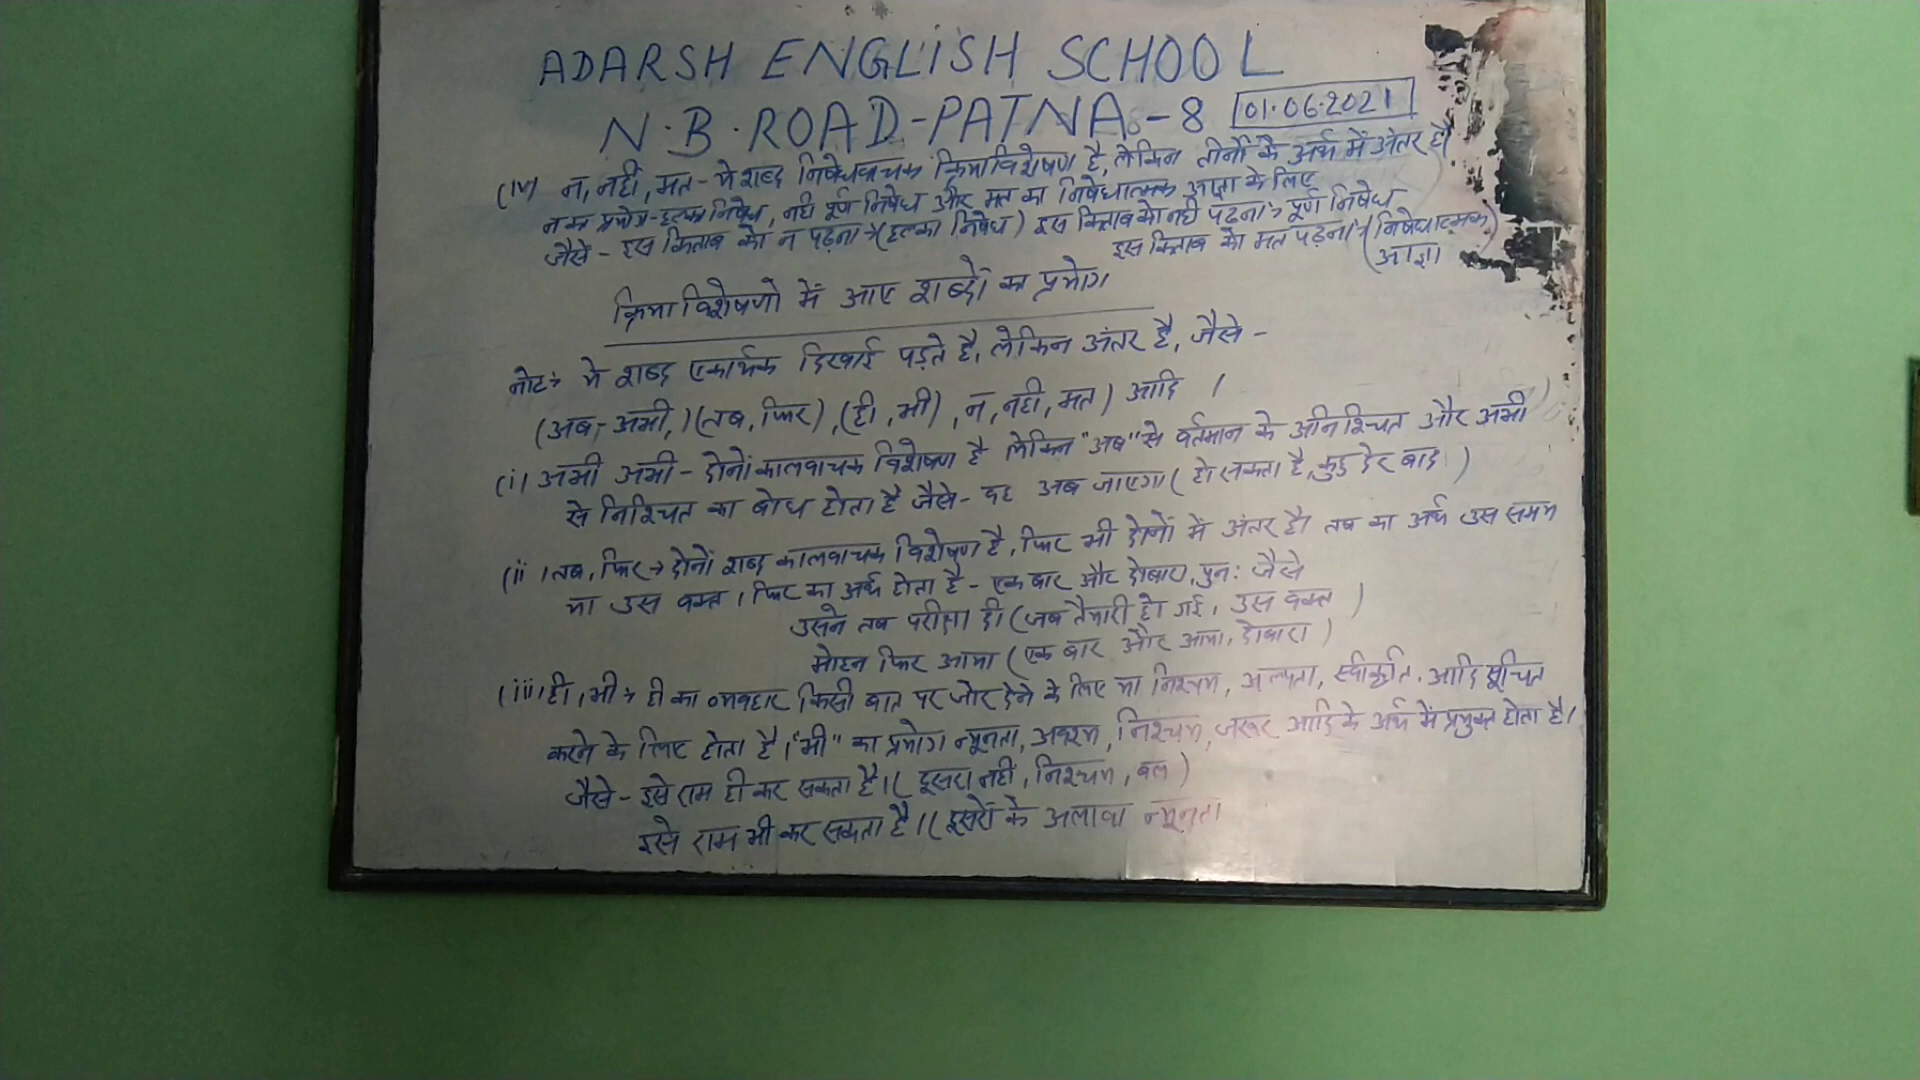 ADARSH ENGLISH SCHOOL
N.B.ROAD-PATNA-8 01.06.2021
(iv) न, नहीं, मत - ये शब्द निषेधवाचक क्रियाविशेषण है, लेकिन तीनों के अर्थ में अंतर है।
न का प्रयोग - हल्का निषेध, नहीं पूर्ण निषेध और मत का निषेधात्मक आज्ञा के लिए
जैसे - इस किताब को न पढ़ना → (हल्का निषेध) इस किताब को नहीं पढ़ना → पूर्ण निषेध
इस किताब को मत पढ़ना → (निषेधात्मक)
(आज्ञा
क्रियाविशेषणों में आए शब्दों का प्रयोग
नोट → ये शब्द एकार्थक दिखाई पड़ते है, लेकिन अंतर है, जैसे -
(अब - अभी,) (तब, फिर), (ही, भी), न, नहीं, मत) आदि ।
(i) अभी अभी - दोनों कालवाचक विशेषण है लेकिन "अब" से वर्तमान के अनिश्चित और अभी
से निश्चित का बोध होता है जैसे - वह अब जाएगा (हो सकता है, कुछ देर बाद)
(ii) तब, फिर → दोनों शब्द कालवाचक विशेषण है, फिर भी दोनों में अंतर है। तब का अर्थ उस समय
या उस वक्त । फिर का अर्थ होता है - एक बार और दोबारा, पुन: जैसे
उसने तब परीक्षा दी (जब तैयारी हो गई, उस वक्त)
मोहन फिर आया (एक बार और आया, दोबारा)
(iii) ही, भी → ही का व्यवहार किसी बात पर जोर देने के लिए या निश्चय, अल्पता, स्वीकृति, आदि सूचित
करने के लिए होता है। "भी" का प्रयोग न्यूनता, अवश्य, निश्चय, जरूर आदि के अर्थ में प्रयुक्त होता है।
जैसे - इसे राम ही कर सकता है। (दूसरा नहीं, निश्चय, बल)
इसे राम भी कर सकता है। (दूसरों के अलावा न्यूनता